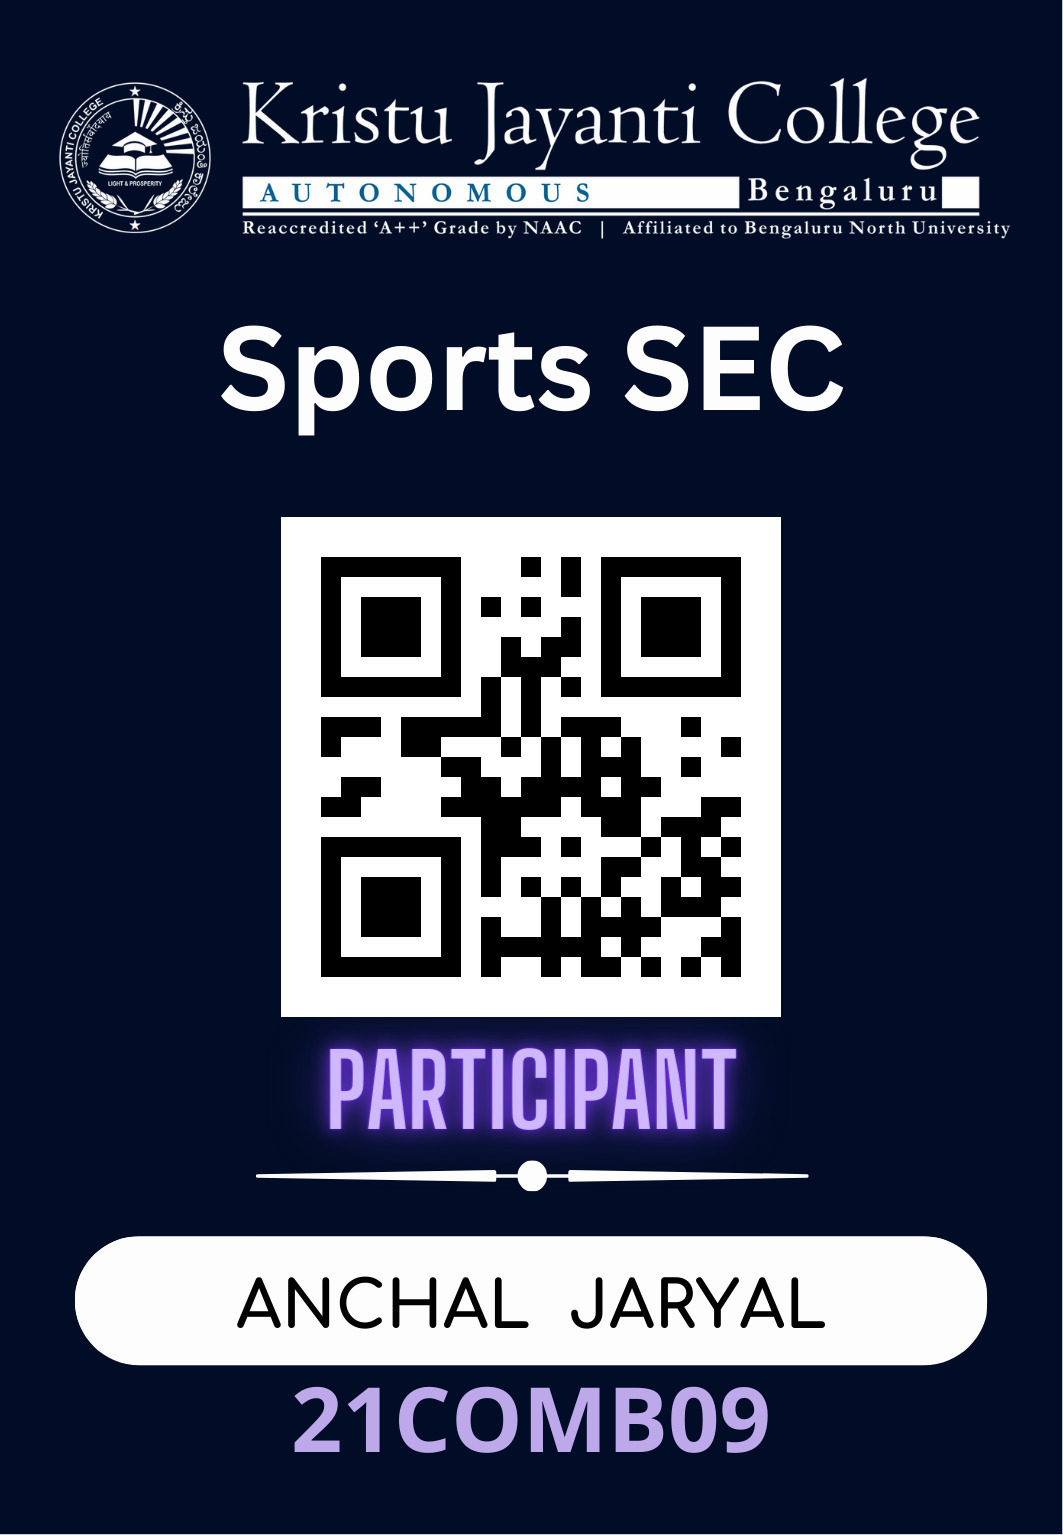 KRISTU JAYANTI COLLEGE
LIGHT & PROSPERITY
Kristu Jayanti College
AUTONOMOUS Bengaluru
Reaccredited ‘A++’ Grade by NAAC | Affiliated to Bengaluru North University
Sports SEC
PARTICIPANT
ANCHAL JARYAL
21COMB09